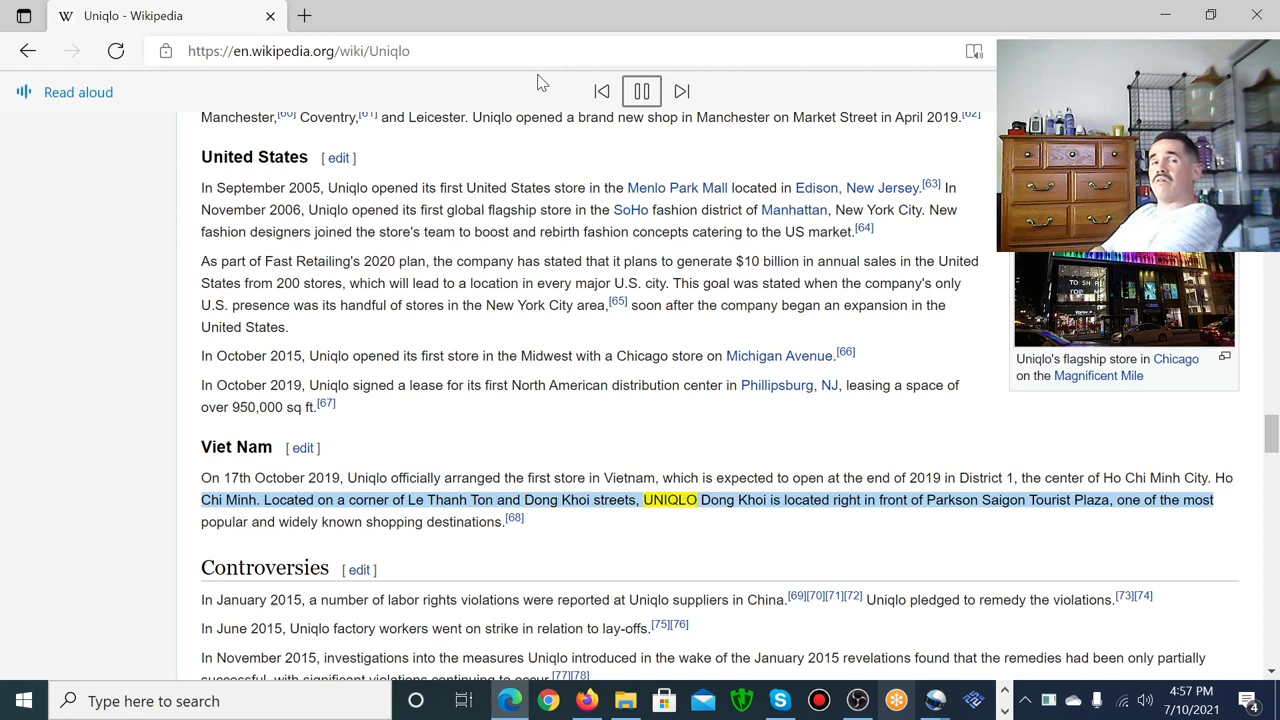 Uniqlo - Wikipedia
https://en.wikipedia.org/wiki/Uniqlo
Read aloud
Manchester,[60] Coventry,[61] and Leicester. Uniqlo opened a brand new shop in Manchester on Market Street in April 2019.[62]
United States [ edit ]
In September 2005, Uniqlo opened its first United States store in the Menlo Park Mall located in Edison, New Jersey.[63] In
November 2006, Uniqlo opened its first global flagship store in the SoHo fashion district of Manhattan, New York City. New
fashion designers joined the store's team to boost and rebirth fashion concepts catering to the US market.[64]
As part of Fast Retailing's 2020 plan, the company has stated that it plans to generate $10 billion in annual sales in the United
States from 200 stores, which will lead to a location in every major U.S. city. This goal was stated when the company's only
U.S. presence was its handful of stores in the New York City area,[65] soon after the company began an expansion in the
United States.
In October 2015, Uniqlo opened its first store in the Midwest with a Chicago store on Michigan Avenue.[66]
In October 2019, Uniqlo signed a lease for its first North American distribution center in Phillipsburg, NJ, leasing a space of
over 950,000 sq ft.[67]
Uniqlo's flagship store in Chicago
on the Magnificent Mile
Viet Nam [ edit ]
On 17th October 2019, Uniqlo officially arranged the first store in Vietnam, which is expected to open at the end of 2019 in District 1, the center of Ho Chi Minh City. Ho
Chi Minh. Located on a corner of Le Thanh Ton and Dong Khoi streets, UNIQLO Dong Khoi is located right in front of Parkson Saigon Tourist Plaza, one of the most
popular and widely known shopping destinations.[68]
Controversies [ edit ]
In January 2015, a number of labor rights violations were reported at Uniqlo suppliers in China.[69][70][71][72] Uniqlo pledged to remedy the violations.[73][74]
In June 2015, Uniqlo factory workers went on strike in relation to lay-offs.[75][76]
In November 2015, investigations into the measures Uniqlo introduced in the wake of the January 2015 revelations found that the remedies had been only partially
successful, with significant violations continuing to occur.[77][78]
Type here to search
4:57 PM
7/10/2021
4